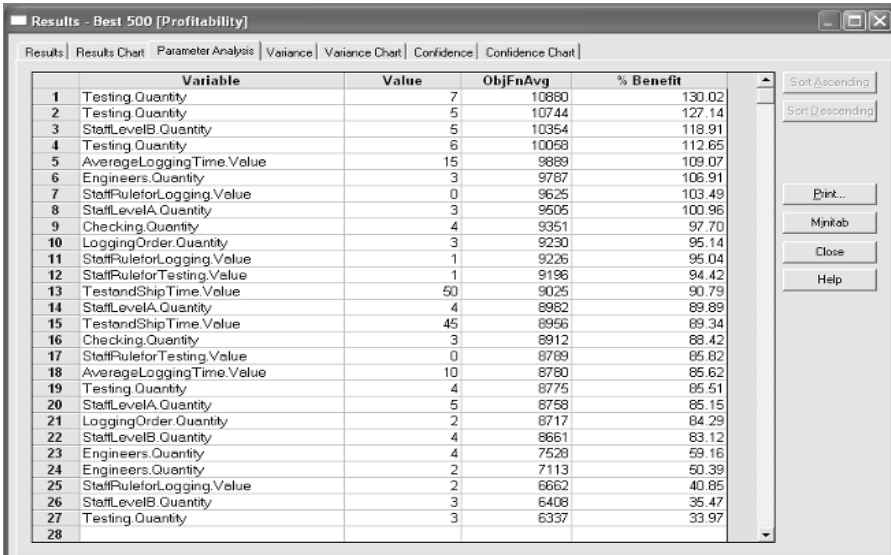 Results - Best 500 [Profitability]
Results Results Chart Parameter Analysis Variance Variance Chart Confidence Confidence Chart
Variable Value ObjFnAvg % Benefit
1 Testing.Quantity 7 10880 130.02
2 Testing.Quantity 5 10744 127.14
3 StaffLevelB.Quantity 5 10354 118.91
4 Testing.Quantity 6 10058 112.65
5 AverageLoggingTime.Value 15 9889 109.07
6 Engineers.Quantity 3 9787 106.91
7 StaffRuleforLogging.Value 0 9625 103.49
8 StaffLevelA.Quantity 3 9505 100.96
9 Checking.Quantity 4 9351 97.70
10 LoggingOrder.Quantity 3 9230 95.14
11 StaffRuleforLogging.Value 1 9226 95.04
12 StaffRuleforTesting.Value 1 9196 94.42
13 TestandShipTime.Value 50 9025 90.79
14 StaffLevelA.Quantity 4 8982 89.89
15 TestandShipTime.Value 45 8956 89.34
16 Checking.Quantity 3 8912 88.42
17 StaffRuleforTesting.Value 0 8789 85.82
18 AverageLoggingTime.Value 10 8780 85.62
19 Testing.Quantity 4 8775 85.51
20 StaffLevelA.Quantity 5 8758 85.15
21 LoggingOrder.Quantity 2 8717 84.29
22 StaffLevelB.Quantity 4 8661 83.12
23 Engineers.Quantity 4 7528 59.16
24 Engineers.Quantity 2 7113 50.39
25 StaffRuleforLogging.Value 2 6662 40.85
26 StaffLevelB.Quantity 3 6408 35.47
27 Testing.Quantity 3 6337 33.97
28
Sort Ascending
Sort Descending
Print...
Minitab
Close
Help